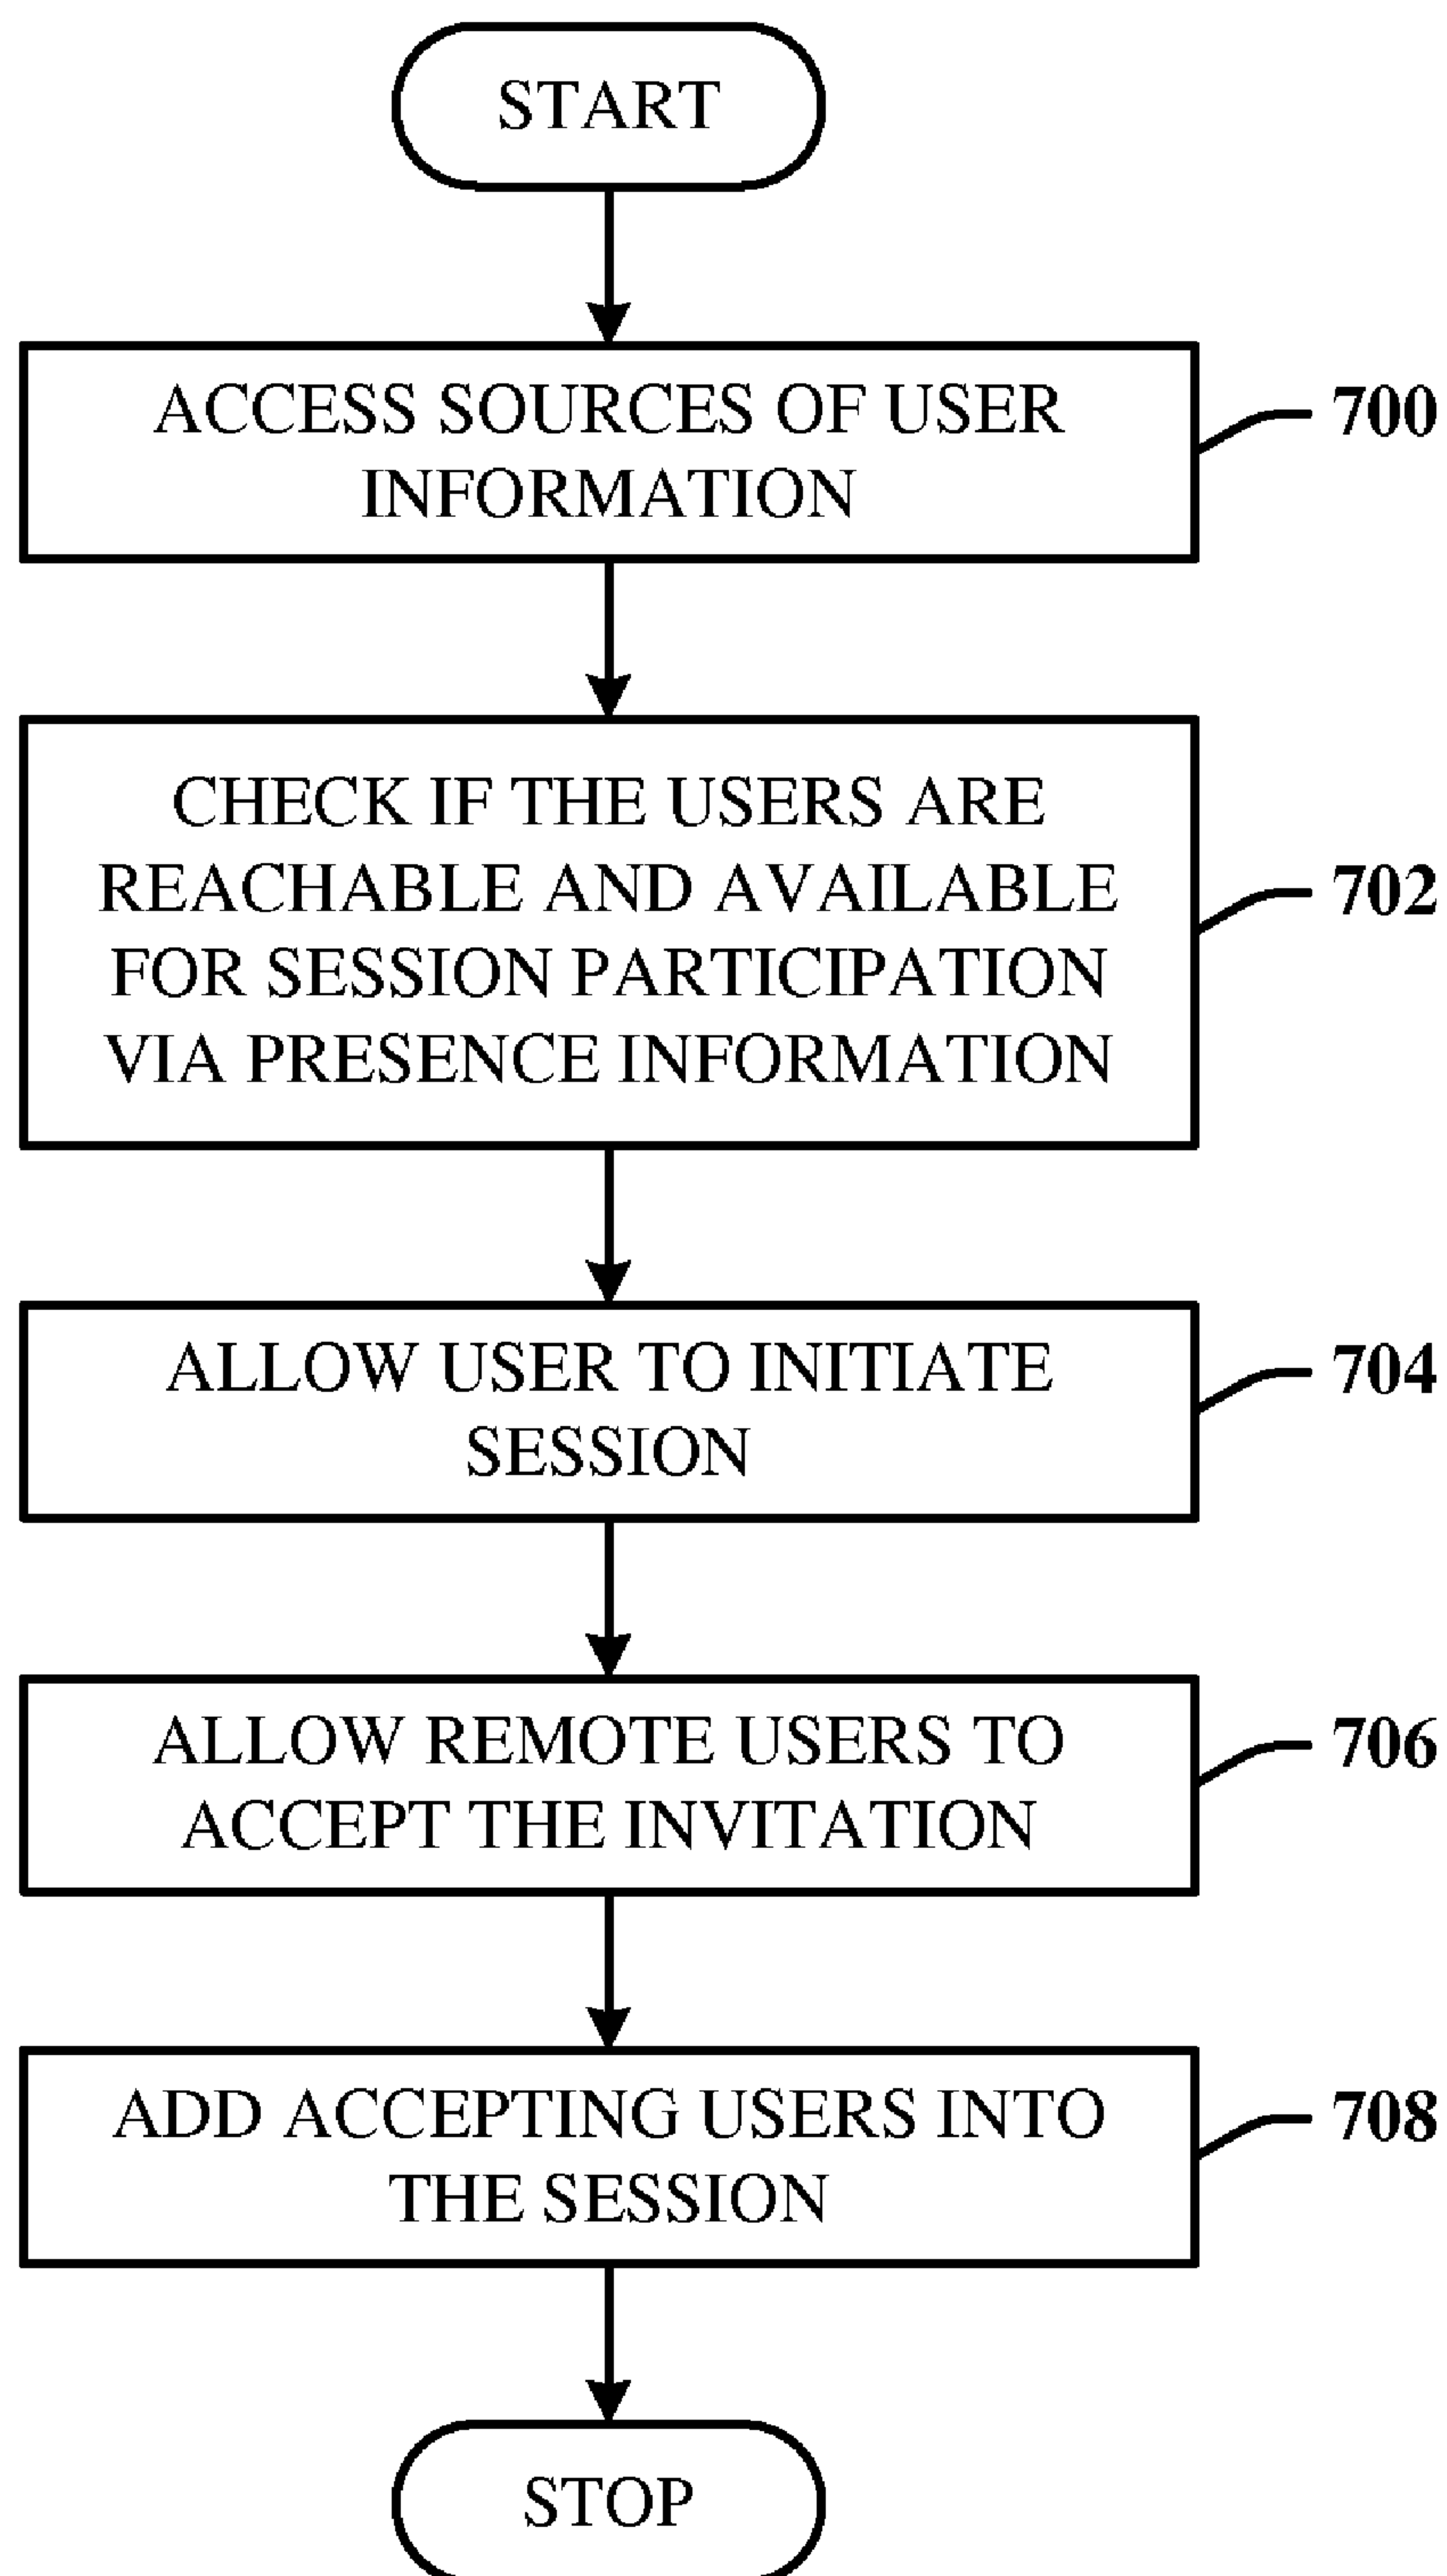 START
ACCESS SOURCES OF USER
INFORMATION
700
CHECK IF THE USERS ARE
REACHABLE AND AVAILABLE
FOR SESSION PARTICIPATION
VIA PRESENCE INFORMATION
702
ALLOW USER TO INITIATE
SESSION
704
ALLOW REMOTE USERS TO
ACCEPT THE INVITATION
706
ADD ACCEPTING USERS INTO
THE SESSION
708
STOP